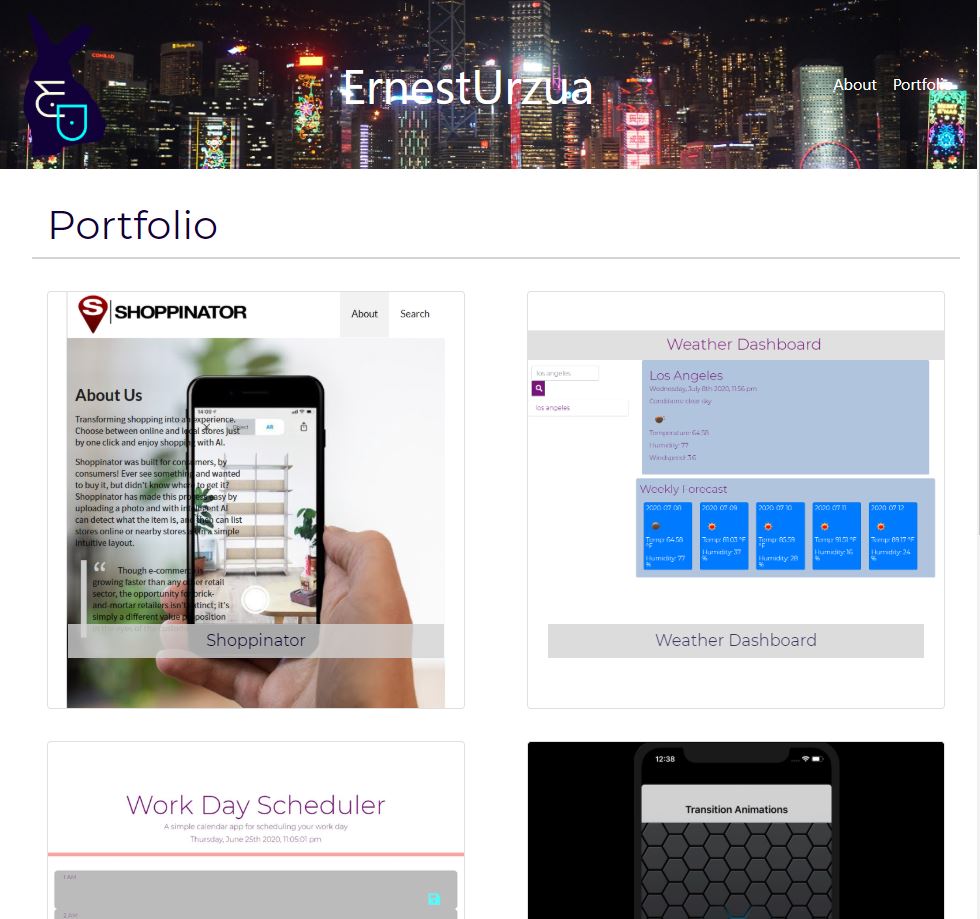 ErnestUrzua
About
Portfolio
Portfolio
SHOPPINATOR
About
Search
About Us
Transforming shopping into an experience.
Choose between online and local stores just
by one click and enjoy shopping with AI.
Shoppinator was built for consumers, by
consumers! Ever see something and wanted
to buy it, but didn't know where to get it?
Shoppinator has made this process easy by
uploading a photo and with intelligent AI
can detect what the item is, and then can list
stores online or nearby stores in a simple
intuitive layout.
“ Though e-commerce is
growing faster than any other retail
sector, the opportunity for brick-
and-mortar retailers isn't extinct; it's
simply a different value proposition
14:09
AR
Shoppinator
Weather Dashboard
los angeles
los angeles
Los Angeles
Wednesday, July 8th 2020, 11:56 pm
Conditions: clear sky
Temperature: 64.58
Humidity: 77
Windspeed: 3.6
Weekly Forecast
2020-07-08
Temp: 64.58
°F
Humidity: 77
%
2020-07-09
Temp: 81.03 °F
Humidity: 37
%
2020-07-10
Temp: 85.59
°F
Humidity: 28
%
2020-07-11
Temp: 91.51 °F
Humidity: 16
%
2020-07-12
Temp: 89.17 °F
Humidity: 24
%
Weather Dashboard
Work Day Scheduler
A simple calendar app for scheduling your work day
Thursday, June 25th 2020, 11:05:01 pm
1 AM
2 AM
12:38
Transition Animations